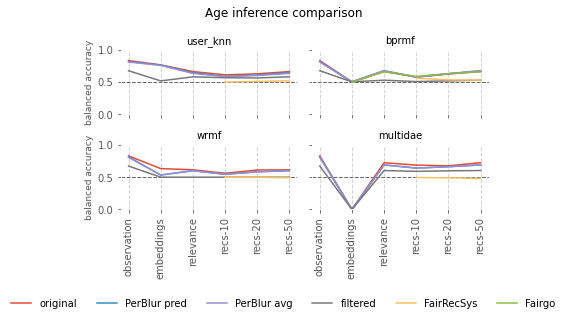 Age inference comparison
user_knn
bprmf
balanced accuracy
1.0
0.5
0.0
wrmf
multidae
balanced accuracy
1.0
0.5
0.0
observation
embeddings
relevance
recs-10
recs-20
recs-50
observation
embeddings
relevance
recs-10
recs-20
recs-50
original
PerBlur pred
PerBlur avg
filtered
FairRecSys
Fairgo